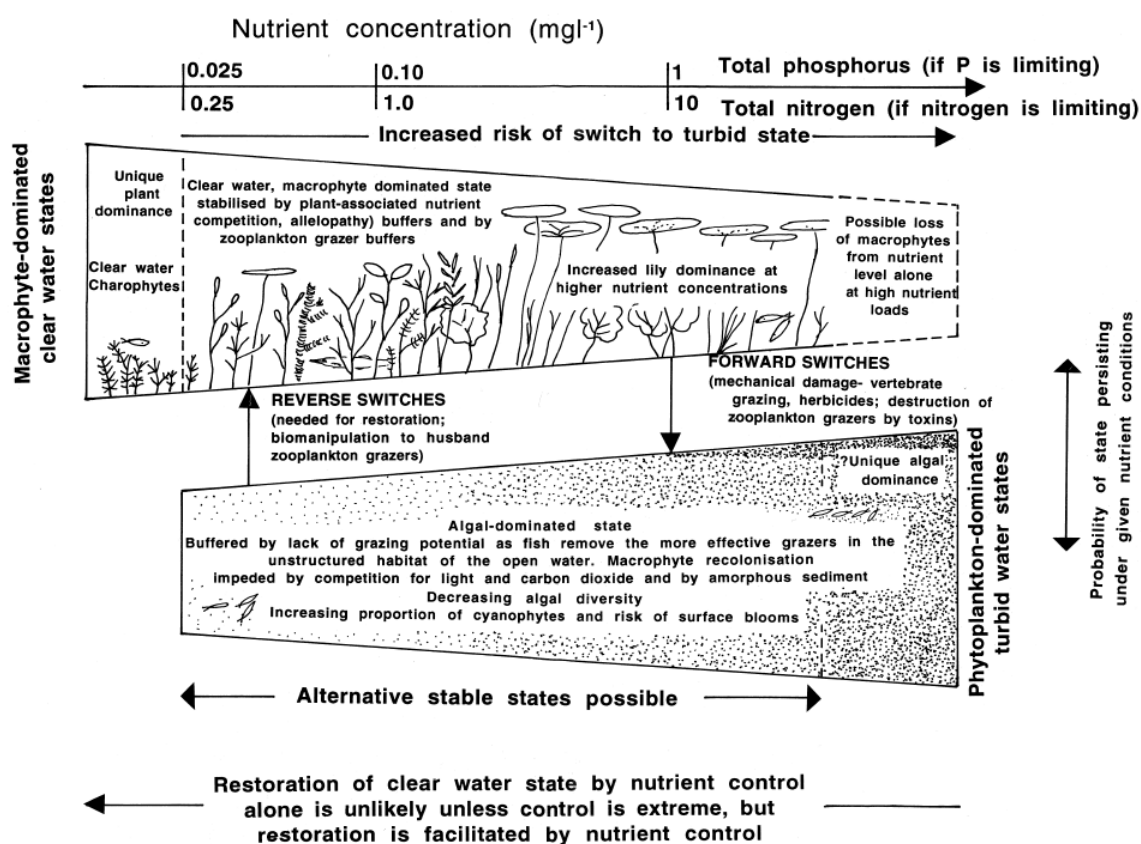 Nutrient concentration (mgl-1)
0.025
0.10
1
Total phosphorus (if P is limiting)
0.25
1.0
10
Total nitrogen (if nitrogen is limiting)
Increased risk of switch to turbid state
Macrophyte-dominated
clear water states
Unique
plant
dominance
Clear water
Charophytes
Clear water, macrophyte dominated state
stabilised by plant-associated nutrient
competition, allelopathy) buffers and by
zooplankton grazer buffers
Increased lily dominance at
higher nutrient concentrations
Possible loss
of macrophytes
from nutrient
level alone
at high nutrient
loads
REVERSE SWITCHES
(needed for restoration;
biomanipulation to husband
zooplankton grazers)
FORWARD SWITCHES
(mechanical damage- vertebrate
grazing, herbicides; destruction of
zooplankton grazers by toxins)
?Unique algal
dominance
Algal-dominated state
Buffered by lack of grazing potential as fish remove the more effective grazers in the
unstructured habitat of the open water. Macrophyte recolonisation
impeded by competition for light and carbon dioxide and by amorphous sediment
Decreasing algal diversity
Increasing proportion of cyanophytes and risk of surface blooms
Phytoplankton-dominated
turbid water states
Probability of state persisting
under given nutrient conditions
Alternative stable states possible
Restoration of clear water state by nutrient control
alone is unlikely unless control is extreme, but
restoration is facilitated by nutrient control